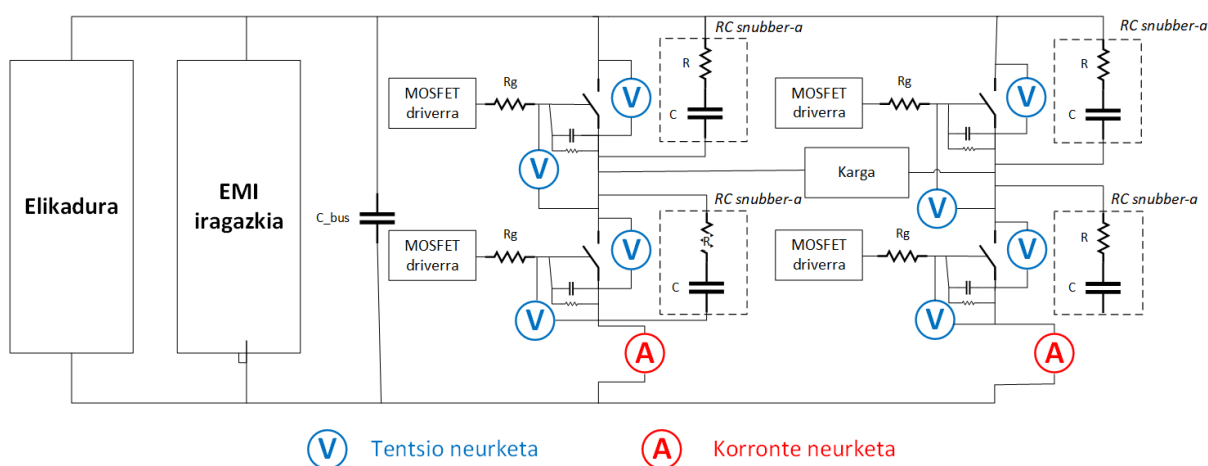 RC snubber-a
RC snubber-a
Rg
R
Rg
R
MOSFET
driverra
V
C
MOSFET
driverra
V
C
Elikadura
EMI
iragazkia
V
Karga
V
RC snubber-a
RC snubber-a
C_bus
Rg
R
Rg
R
MOSFET
driverra
V
C
MOSFET
driverra
V
C
V
V
A
A
V Tentsio neurketa
A Korronte neurketa